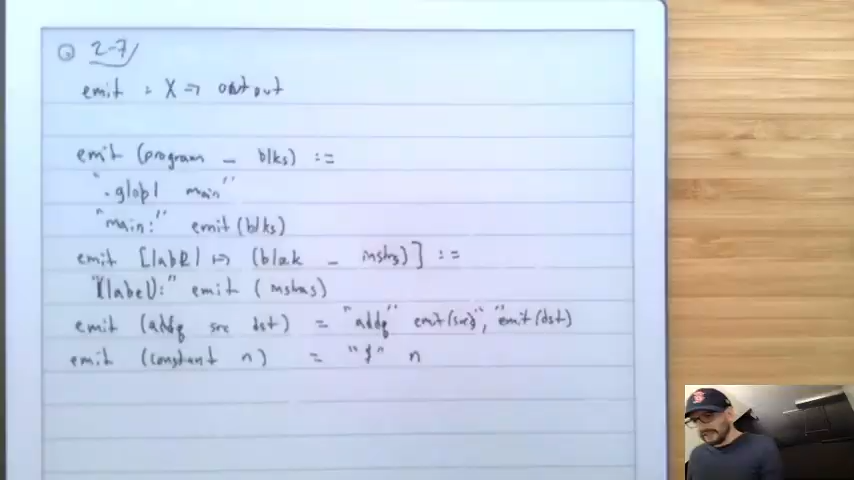 2-7/
emit : X => output
emit (program _ blks) :=
".globl main"
"main:" emit(blks)
emit [label ↦ (block _ instrs)] :=
"(label):" emit (instrs)
emit (addq src dst) = "addq" emit(src)"," emit(dst)
emit (constant n) = "$" n